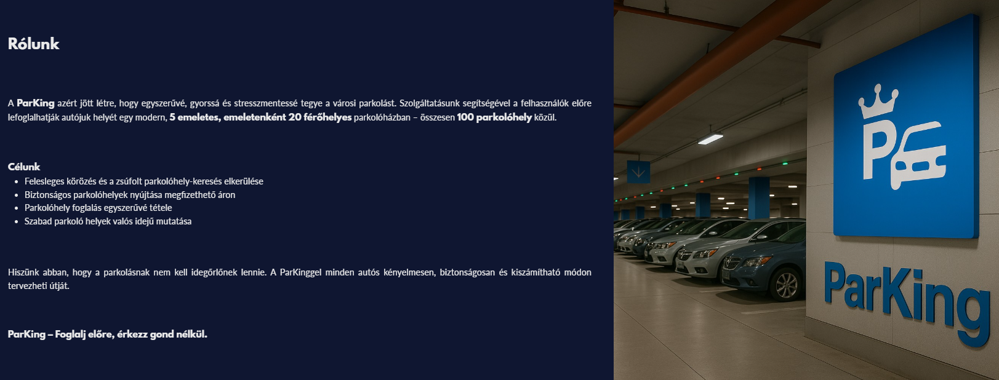 Rólunk
A ParKing azért jött létre, hogy egyszerűvé, gyorssá és stresszmentessé tegye a városi parkolást. Szolgáltatásunk segítségével a felhasználók előre
lefoglalhatják autójuk helyét egy modern, 5 emeletes, emeletenként 20 férőhelyes parkolóházban – összesen 100 parkolóhely közül.
Célunk
• Felesleges körözés és a zsúfolt parkolóhely-keresés elkerülése
• Biztonságos parkolóhelyek nyújtása megfizethető áron
• Parkolóhely foglalás egyszerűvé tétele
• Szabad parkoló helyek valós idejű mutatása
Hiszünk abban, hogy a parkolásnak nem kell idegőrlőnek lennie. A ParKinggel minden autós kényelmesen, biztonságosan és kiszámítható módon
tervezheti útját.
ParKing – Foglalj előre, érkezz gond nélkül.
P
ParKing